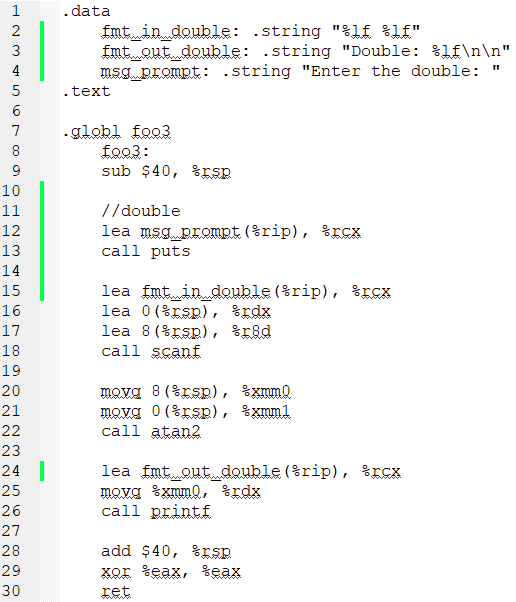 1 .data
2 fmt_in_double: .string "%lf %lf"
3 fmt_out_double: .string "Double: %lf\n\n"
4 msg_prompt: .string "Enter the double: "
5 .text
6
7 .globl foo3
8 foo3:
9 sub $40, %rsp
10
11 //double
12 lea msg_prompt(%rip), %rcx
13 call puts
14
15 lea fmt_in_double(%rip), %rcx
16 lea 0(%rsp), %rdx
17 lea 8(%rsp), %r8d
18 call scanf
19
20 movq 8(%rsp), %xmm0
21 movq 0(%rsp), %xmm1
22 call atan2
23
24 lea fmt_out_double(%rip), %rcx
25 movq %xmm0, %rdx
26 call printf
27
28 add $40, %rsp
29 xor %eax, %eax
30 ret